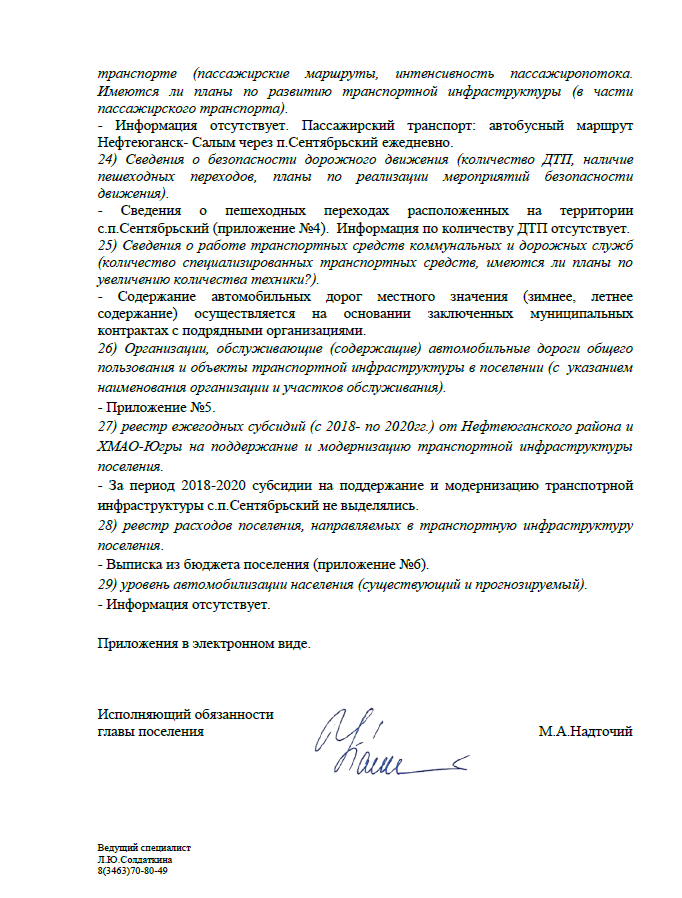 транспорте (пассажирские маршруты, интенсивность пассажиропотока.
Имеются ли планы по развитию транспортной инфраструктуры (в части
пассажирского транспорта).
- Информация отсутствует. Пассажирский транспорт: автобусный маршрут
Нефтеюганск- Салым через п.Сентябрьский ежедневно.
24) Сведения о безопасности дорожного движения (количество ДТП, наличие
пешеходных переходов, планы по реализации мероприятий безопасности
движения).
- Сведения о пешеходных переходах расположенных на территории
с.п.Сентябрьский (приложение №4). Информация по количеству ДТП отсутствует.
25) Сведения о работе транспортных средств коммунальных и дорожных служб
(количество специализированных транспортных средств, имеются ли планы по
увеличению количества техники?).
- Содержание автомобильных дорог местного значения (зимнее, летнее
содержание) осуществляется на основании заключенных муниципальных
контрактах с подрядными организациями.
26) Организации, обслуживающие (содержащие) автомобильные дороги общего
пользования и объекты транспортной инфраструктуры в поселении (с указанием
наименования организации и участков обслуживания).
- Приложение №5.
27) реестр ежегодных субсидий (с 2018- по 2020гг.) от Нефтеюганского района и
ХМАО-Югры на поддержание и модернизацию транспортной инфраструктуры
поселения.
- За период 2018-2020 субсидии на поддержание и модернизацию транспотрной
инфраструктуры с.п.Сентябрьский не выделялись.
28) реестр расходов поселения, направляемых в транспортную инфраструктуру
поселения.
- Выписка из бюджета поселения (приложение №6).
29) уровень автомобилизации населения (существующий и прогнозируемый).
- Информация отсутствует.
Приложения в электронном виде.
Исполняющий обязанности
главы поселения М.А.Надточий
Ведущий специалист
Л.Ю.Солдаткина
8(3463)70-80-49